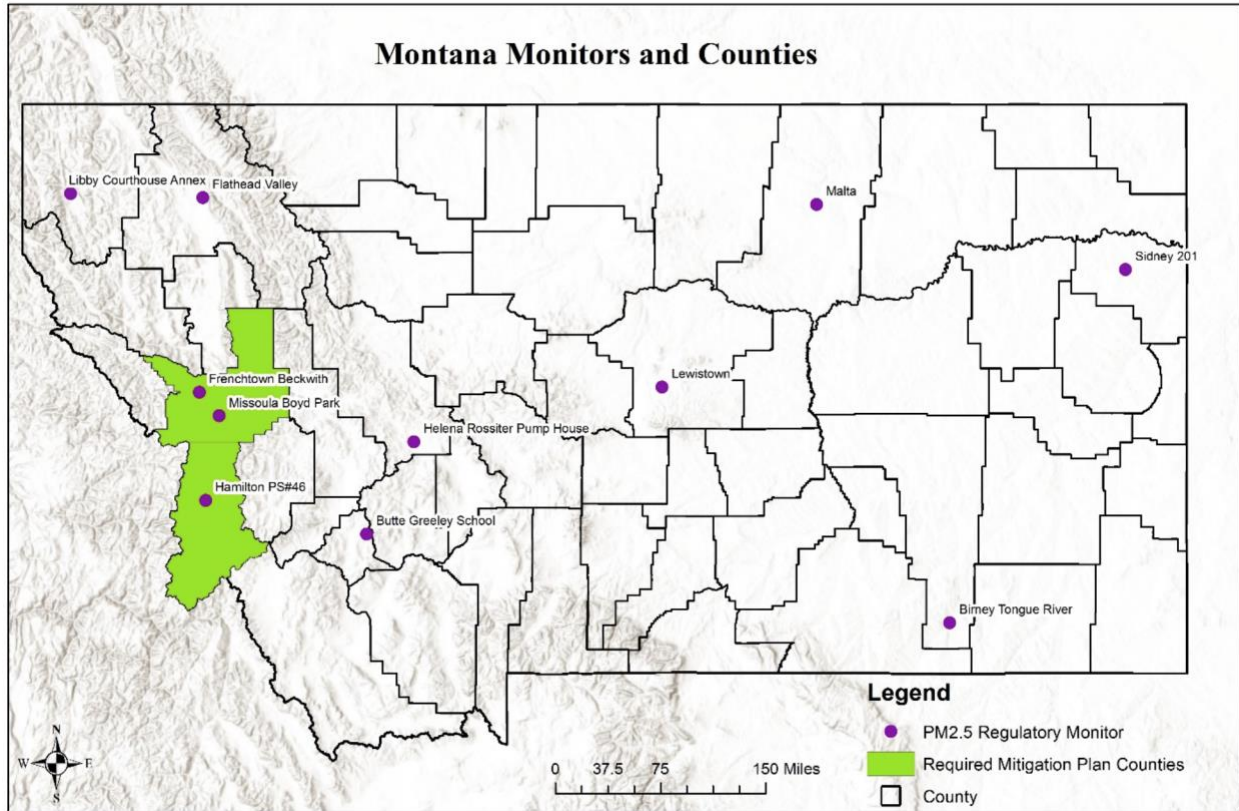 Montana Monitors and Counties
Libby Courthouse Annex
Flathead Valley
Malta
Sidney 201
Frenchtown Beckwith
Missoula Boyd Park
Lewistown
Helena Rossiter Pump House
Hamilton PS#46
Butte Greeley School
Birney Tongue River
Legend
PM2.5 Regulatory Monitor
Required Mitigation Plan Counties
County
N
W E
S
0 37.5 75 150 Miles